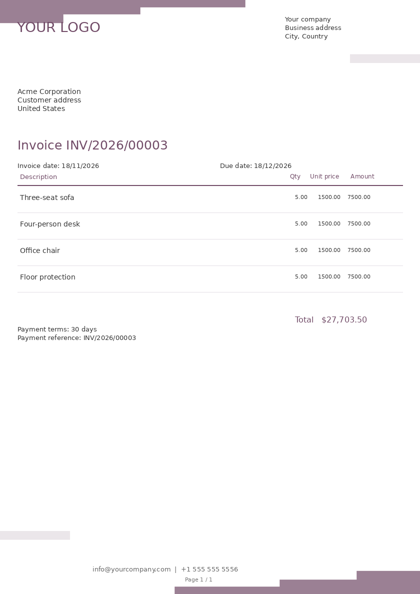 YOUR LOGO
Your company
Business address
City, Country
Acme Corporation
Customer address
United States
Invoice INV/2026/00003
Invoice date: 18/11/2026 Due date: 18/12/2026
Description Qty Unit price Amount
Three-seat sofa 5.00 1500.00 7500.00
Four-person desk 5.00 1500.00 7500.00
Office chair 5.00 1500.00 7500.00
Floor protection 5.00 1500.00 7500.00
Total $27,703.50
Payment terms: 30 days
Payment reference: INV/2026/00003
info@yourcompany.com | +1 555 555 5556
Page 1 / 1